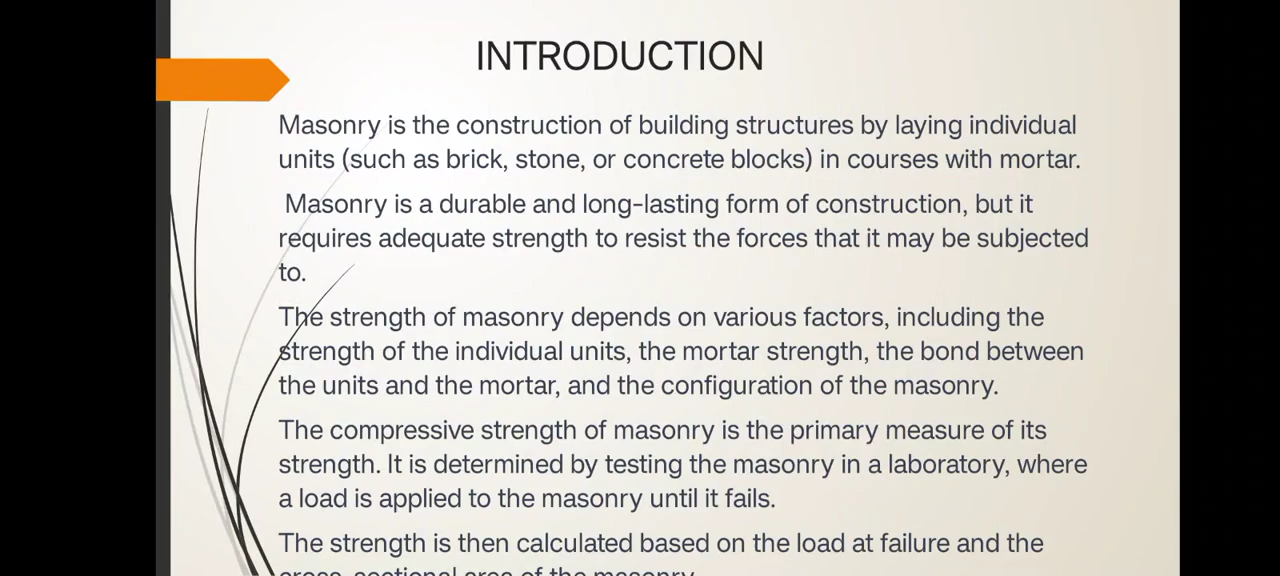 INTRODUCTION
Masonry is the construction of building structures by laying individual
units (such as brick, stone, or concrete blocks) in courses with mortar.
Masonry is a durable and long-lasting form of construction, but it
requires adequate strength to resist the forces that it may be subjected
to.
The strength of masonry depends on various factors, including the
strength of the individual units, the mortar strength, the bond between
the units and the mortar, and the configuration of the masonry.
The compressive strength of masonry is the primary measure of its
strength. It is determined by testing the masonry in a laboratory, where
a load is applied to the masonry until it fails.
The strength is then calculated based on the load at failure and the
cross-sectional area of the masonry